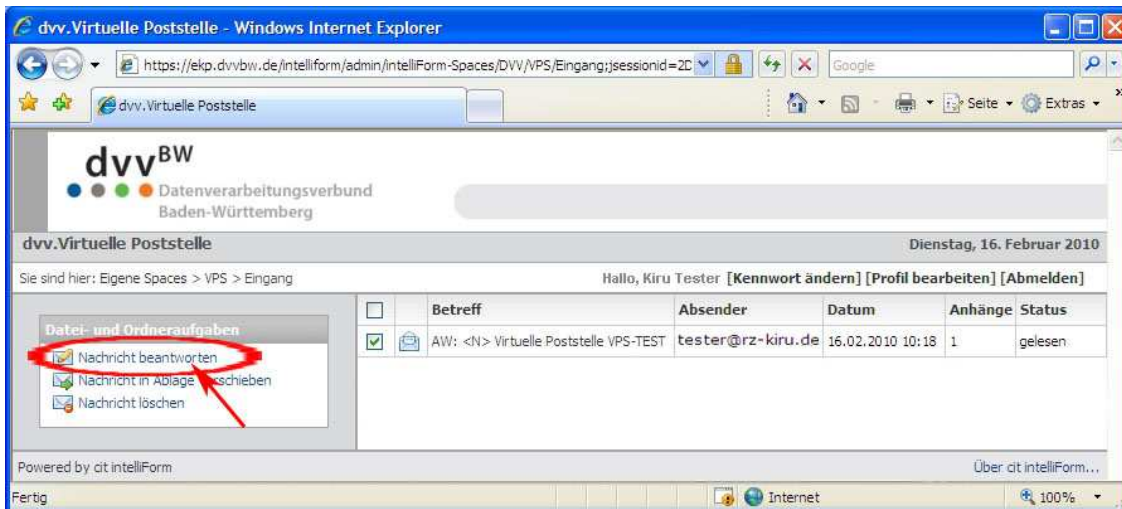 dvv.Virtuelle Poststelle - Windows Internet Explorer
https://ekp.dvvbw.de/intelliform/admin/intelliForm-Spaces/DVV/VPS/Eingang;jsessionid=2D
Google
dvv.Virtuelle Poststelle
Seite
Extras
dvvBW
Datenverarbeitungsverbund
Baden-Württemberg
dvv.Virtuelle Poststelle
Dienstag, 16. Februar 2010
Sie sind hier: Eigene Spaces > VPS > Eingang
Hallo, Kiru Tester [Kennwort ändern] [Profil bearbeiten] [Abmelden]
Datei- und Ordneraufgaben
Nachricht beantworten
Nachricht in Ablage verschieben
Nachricht löschen
Betreff Absender Datum Anhänge Status
AW: <N> Virtuelle Poststelle VPS-TEST tester@rz-kiru.de 16.02.2010 10:18 1 gelesen
Powered by cit intelliForm
Über cit intelliForm...
Fertig
Internet
100%